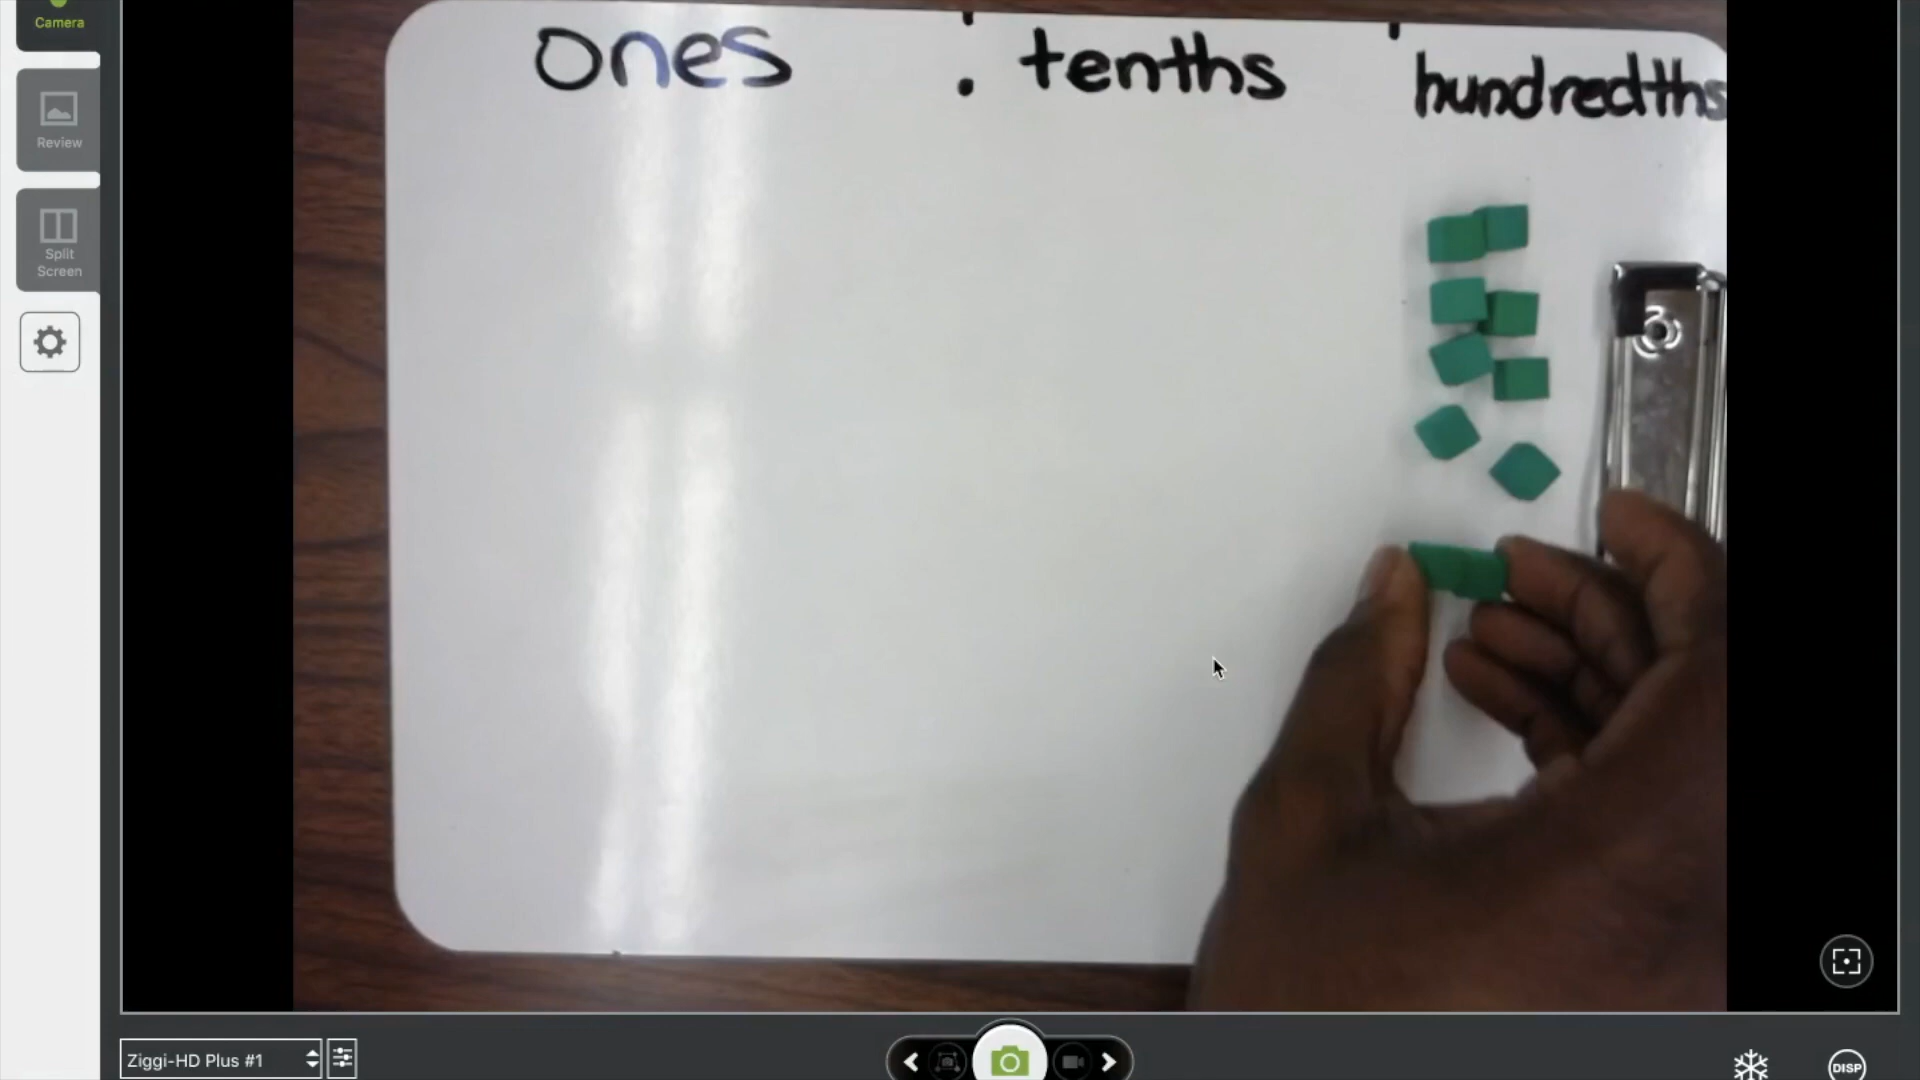 Camera
Review
Split
Screen
ones . tenths hundredths
Ziggi-HD Plus #1
DISP